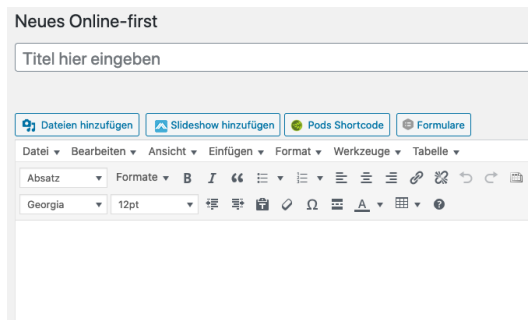 Neues Online-first
Titel hier eingeben
Dateien hinzufügen Slideshow hinzufügen Pods Shortcode Formulare
Datei Bearbeiten Ansicht Einfügen Format Werkzeuge Tabelle
Absatz Formate B I
Georgia 12pt Ω A